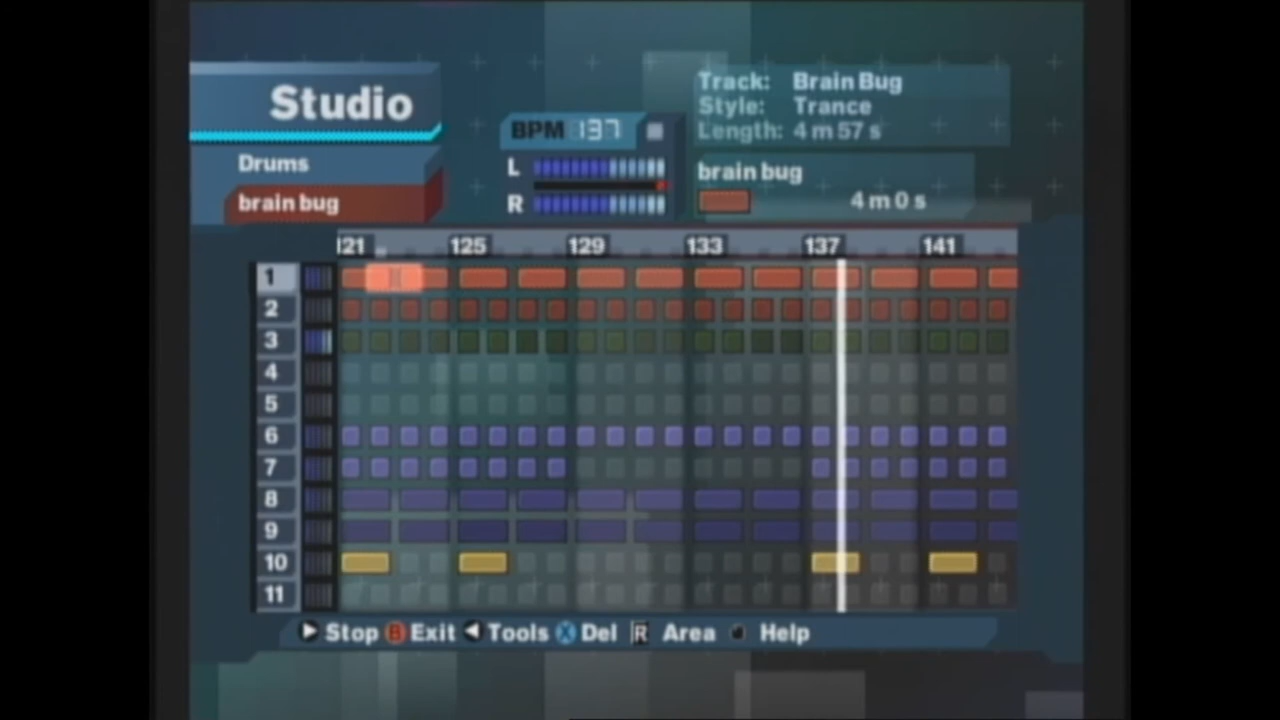 Studio
Drums
brain bug
BPM 137
L
R
Track: Brain Bug
Style: Trance
Length: 4 m 57 s
brain bug
4 m 0 s
121 125 129 133 137 141
1
2
3
4
5
6
7
8
9
10
11
Stop B Exit Tools X Del R Area Help